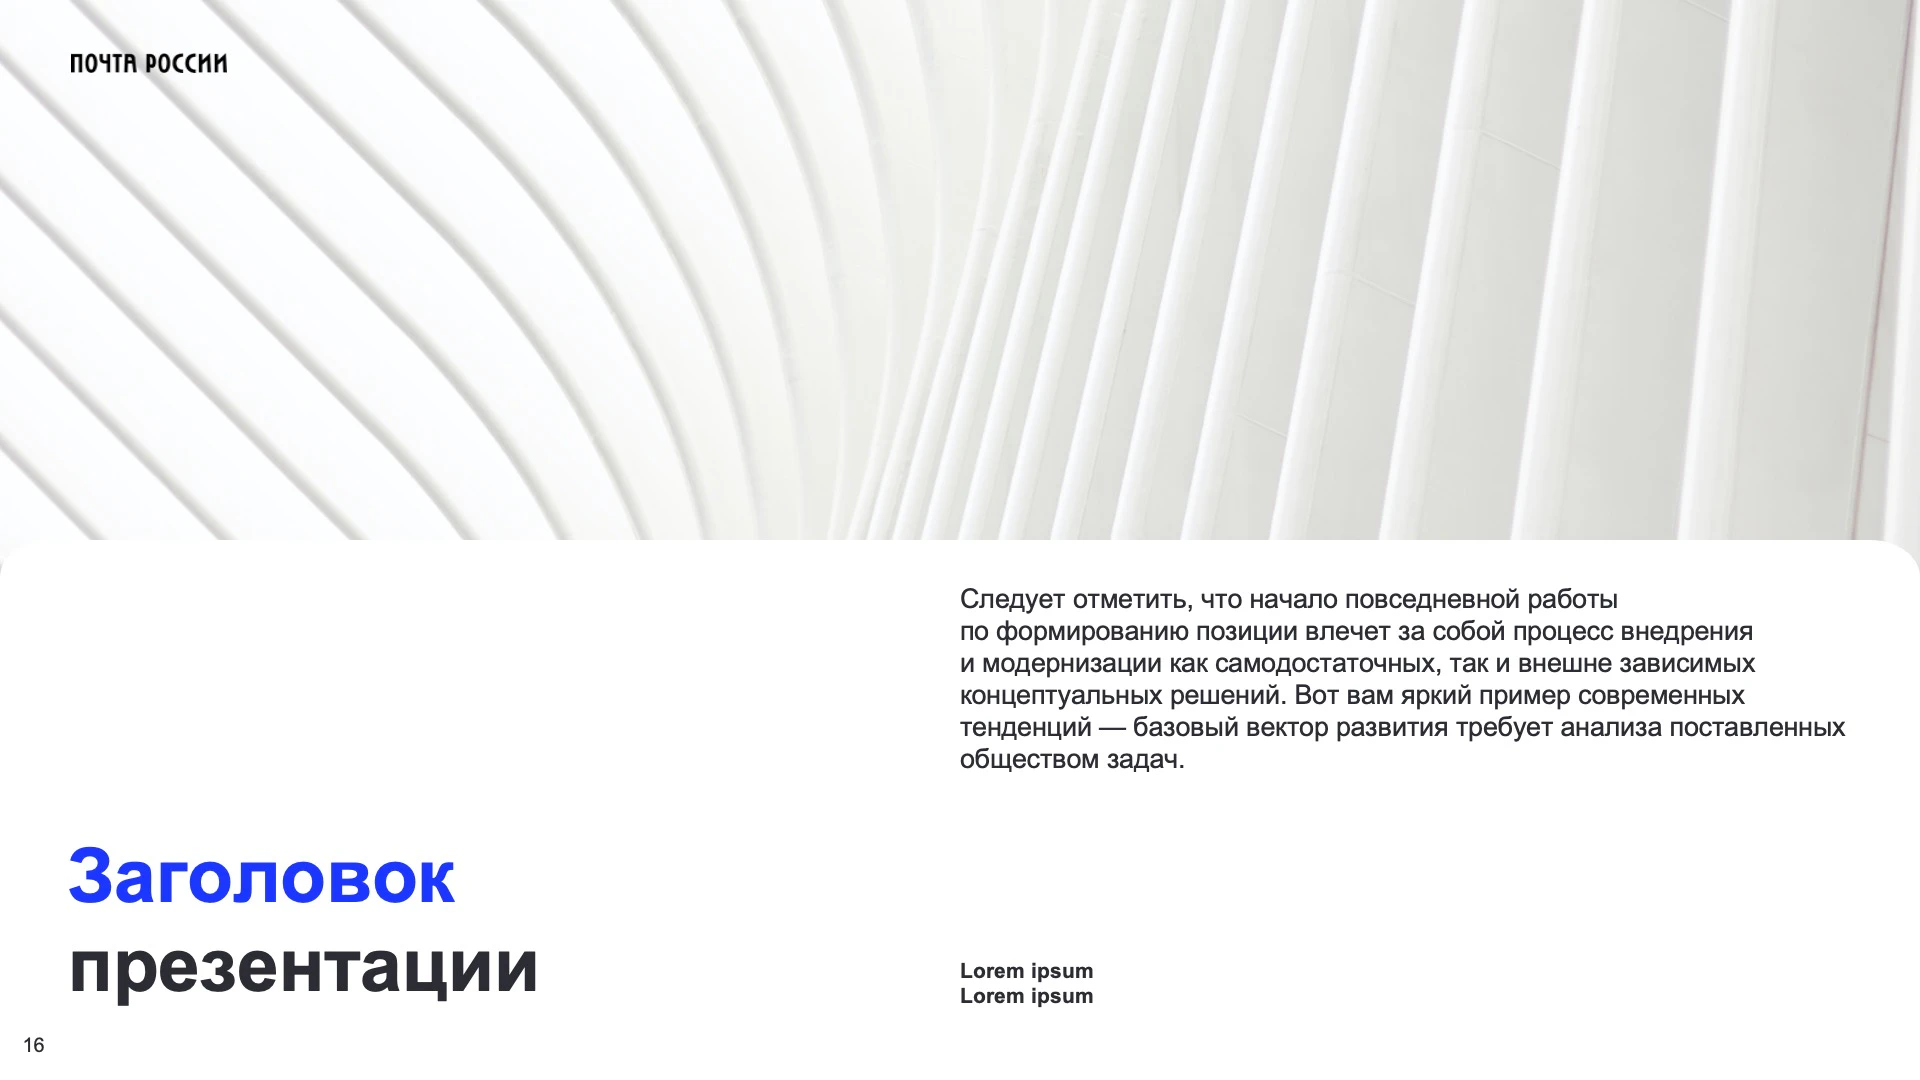 ПОЧТА РОССИИ
Следует отметить, что начало повседневной работы
по формированию позиции влечет за собой процесс внедрения
и модернизации как самодостаточных, так и внешне зависимых
концептуальных решений. Вот вам яркий пример современных
тенденций — базовый вектор развития требует анализа поставленных
обществом задач.
Заголовок
презентации
Lorem ipsum
Lorem ipsum
16